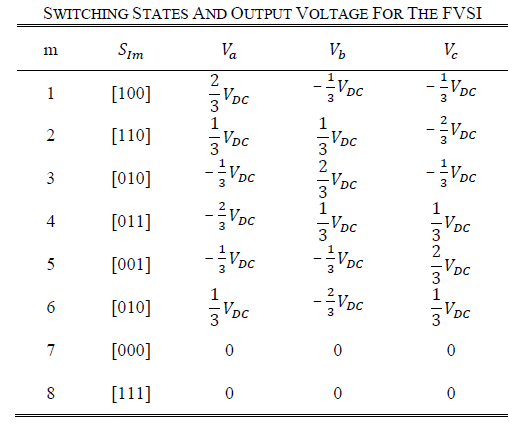 SWITCHING STATES AND OUTPUT VOLTAGE FOR THE FVSI
m S_{Im} V_a V_b V_c
1 [100] \frac{2}{3}V_{DC} -\frac{1}{3}V_{DC} -\frac{1}{3}V_{DC}
2 [110] \frac{1}{3}V_{DC} \frac{1}{3}V_{DC} -\frac{2}{3}V_{DC}
3 [010] -\frac{1}{3}V_{DC} \frac{2}{3}V_{DC} -\frac{1}{3}V_{DC}
4 [011] -\frac{2}{3}V_{DC} \frac{1}{3}V_{DC} \frac{1}{3}V_{DC}
5 [001] -\frac{1}{3}V_{DC} -\frac{1}{3}V_{DC} \frac{2}{3}V_{DC}
6 [010] \frac{1}{3}V_{DC} -\frac{2}{3}V_{DC} \frac{1}{3}V_{DC}
7 [000] 0 0 0
8 [111] 0 0 0